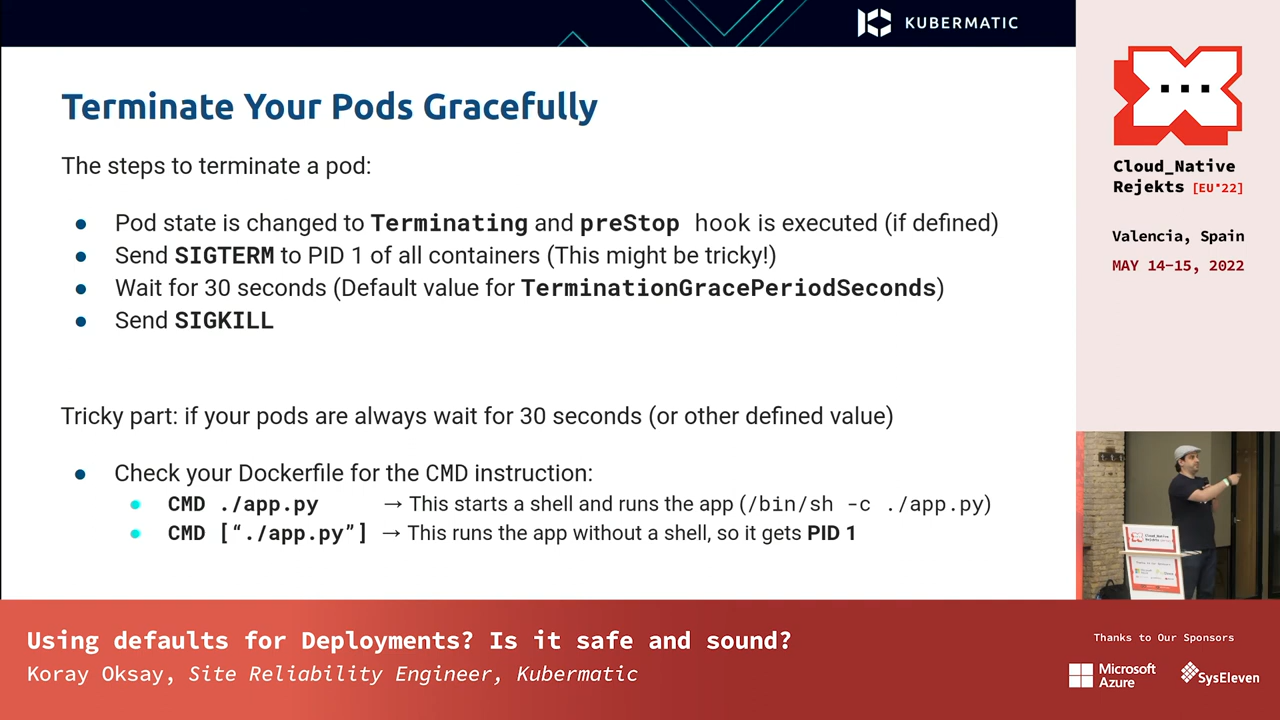 KUBERMATIC
Terminate Your Pods Gracefully
The steps to terminate a pod:
● Pod state is changed to Terminating and preStop hook is executed (if defined)
● Send SIGTERM to PID 1 of all containers (This might be tricky!)
● Wait for 30 seconds (Default value for TerminationGracePeriodSeconds)
● Send SIGKILL
Tricky part: if your pods are always wait for 30 seconds (or other defined value)
● Check your Dockerfile for the CMD instruction:
● CMD ./app.py → This starts a shell and runs the app (/bin/sh -c ./app.py)
● CMD [“./app.py”] → This runs the app without a shell, so it gets PID 1
Cloud_Native
Rejekts [EU*22]
Valencia, Spain
MAY 14-15, 2022
Using defaults for Deployments? Is it safe and sound?
Koray Oksay, Site Reliability Engineer, Kubermatic
Thanks to Our Sponsors
Microsoft
Azure
SysEleven